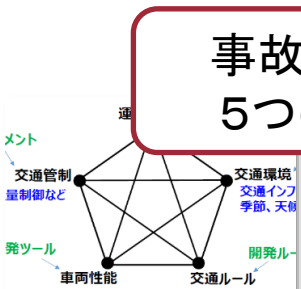 事故
5つ
運
メント
交通管制
量制御など
交通環境
交通インフ
季節、天候
発ツール
開発ルー
車両性能
交通ルール